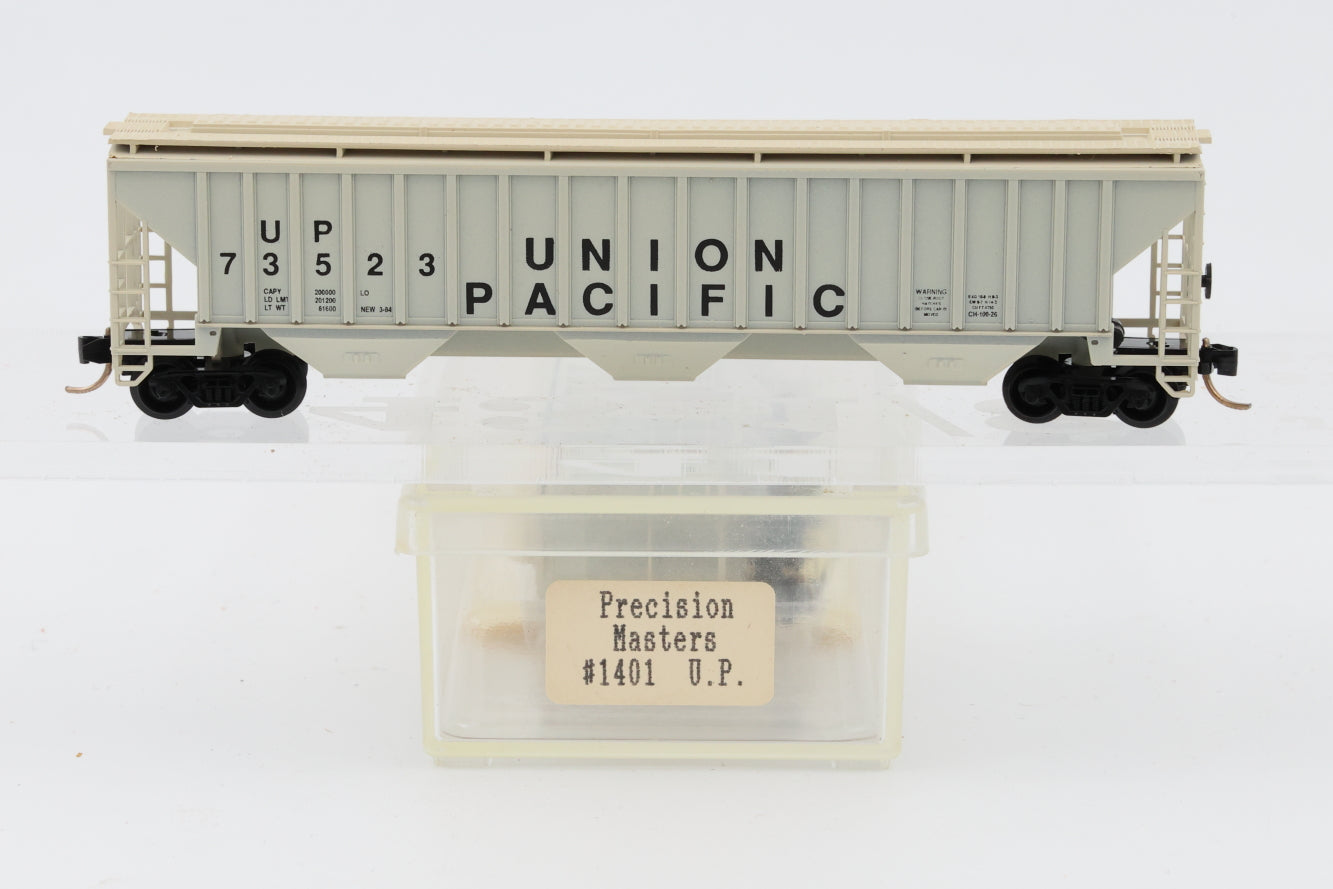 UP
73523
CAPY 200000
LD LMT 201200 LO
LT WT 61600 NEW 3-84
UNION
PACIFIC
WARNING
CH-100-26
Precision
Masters
#1401 U.P.